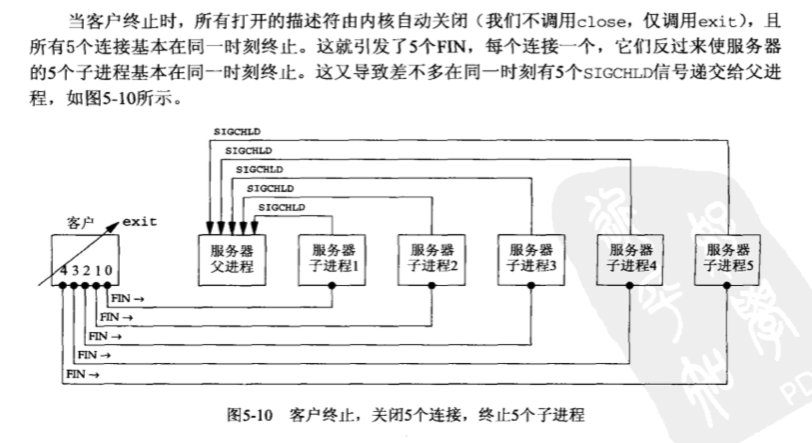 当客户终止时，所有打开的描述符由内核自动关闭（我们不调用close，仅调用exit），且
所有5个连接基本在同一时刻终止。这就引发了5个FIN，每个连接一个，它们反过来使服务器
的5个子进程基本在同一时刻终止。这又导致差不多在同一时刻有5个SIGCHLD信号递交给父进
程，如图5-10所示。
SIGCHLD
SIGCHLD
SIGCHLD
SIGCHLD
SIGCHLD
客户
exit
服务器
父进程
服务器
子进程1
服务器
子进程2
服务器
子进程3
服务器
子进程4
服务器
子进程5
4 3 2 1 0
FIN →
FIN →
FIN →
FIN →
FIN →
图5-10 客户终止，关闭5个连接，终止5个子进程
PD